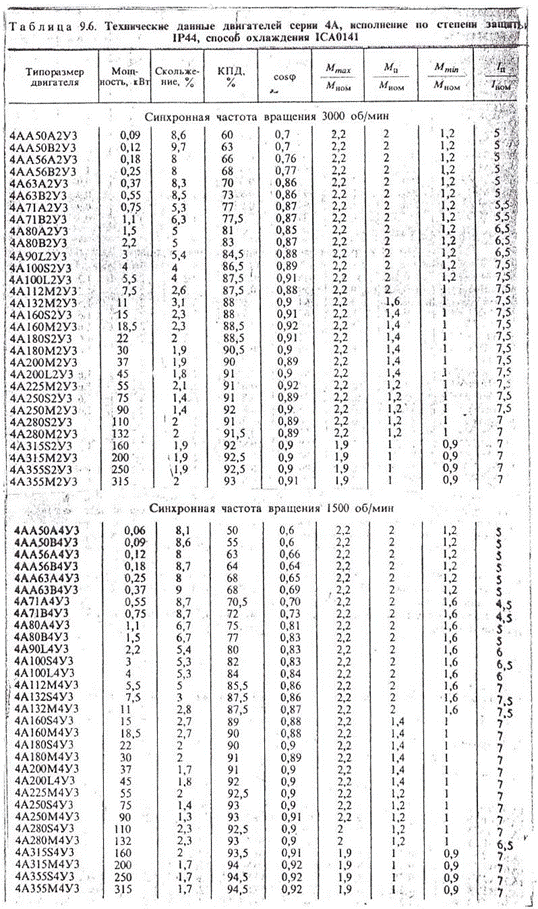 Таблица 9.6. Технические данные двигателей серии 4А, исполнение по степени защиты
IP44, способ охлаждения ICA0141
Типоразмер двигателя Мощность, кВт Скольжение, % КПД, % cosφ Mmax/Mном Mп/Mном Mmin/Mном Iп/Iном
Синхронная частота вращения 3000 об/мин
4АА50А2У3 0,09 8,6 60 0,7 2,2 2 1,2 5
4АА50В2У3 0,12 9,7 63 0,7 2,2 2 1,2 5
4АА56А2У3 0,18 8 66 0,76 2,2 2 1,2 5
4АА56В2У3 0,25 8 68 0,77 2,2 2 1,2 5
4А63А2У3 0,37 8,3 70 0,86 2,2 2 1,2 5
4А63В2У3 0,55 8,5 73 0,86 2,2 2 1,2 5
4А71А2У3 0,75 5,3 77 0,87 2,2 2 1,2 5,5
4А71В2У3 1,1 6,3 77,5 0,87 2,2 2 1,2 5,5
4А80А2У3 1,5 5 81 0,85 2,2 2 1,2 6,5
4А80В2У3 2,2 5 83 0,87 2,2 2 1,2 6,5
4А90L2У3 3 5,4 84,5 0,88 2,2 2 1,2 6,5
4А100S2У3 4 4 86,5 0,89 2,2 2 1,2 7,5
4А100L2У3 5,5 4 87,5 0,91 2,2 2 1,2 7,5
4А112М2У3 7,5 2,6 87,5 0,88 2,2 2 1 7,5
4А132М2У3 11 3,1 88 0,9 2,2 1,6 1 7,5
4А160S2У3 15 2,3 88 0,91 2,2 1,4 1 7,5
4А160М2У3 18,5 2,3 88,5 0,92 2,2 1,4 1 7,5
4А180S2У3 22 2 88,5 0,91 2,2 1,4 1 7,5
4А180М2У3 30 1,9 90,5 0,9 2,2 1,4 1 7,5
4А200М2У3 37 1,9 90 0,89 2,2 1,4 1 7,5
4А200L2У3 45 1,8 91 0,9 2,2 1,4 1 7,5
4А225М2У3 55 2,1 91 0,92 2,2 1,2 1 7,5
4А250S2У3 75 1,4 91 0,89 2,2 1,2 1 7,5
4А250М2У3 90 1,4 92 0,9 2,2 1,2 1 7,5
4А280S2У3 110 2 91 0,89 2,2 1,2 1 7
4А280М2У3 132 2 91,5 0,89 2,2 1,2 1 7
4А315S2У3 160 1,9 92 0,9 1,9 1 0,9 7
4А315М2У3 200 1,9 92,5 0,9 1,9 1 0,9 7
4А355S2У3 250 1,9 92,5 0,9 1,9 1 0,9 7
4А355М2У3 315 2 93 0,91 1,9 1 0,9 7
Синхронная частота вращения 1500 об/мин
4АА50А4У3 0,06 8,1 50 0,6 2,2 2 1,2 5
4АА50В4У3 0,09 8,6 55 0,6 2,2 2 1,2 5
4АА56А4У3 0,12 8 63 0,66 2,2 2 1,2 5
4АА56В4У3 0,18 8,7 64 0,64 2,2 2 1,2 5
4АА63А4У3 0,25 8 68 0,65 2,2 2 1,2 5
4АА63В4У3 0,37 9 68 0,69 2,2 2 1,2 5
4А71А4У3 0,55 8,7 70,5 0,70 2,2 2 1,6 4,5
4А71В4У3 0,75 8,7 72 0,73 2,2 2 1,6 4,5
4А80А4У3 1,1 6,7 75 0,81 2,2 2 1,6 5
4А80В4У3 1,5 6,7 77 0,83 2,2 2 1,6 5
4А90L4У3 2,2 5,4 80 0,83 2,2 2 1,6 6
4А100S4У3 3 5,3 82 0,83 2,2 2 1,6 6,5
4А100L4У3 4 5,3 84 0,84 2,2 2 1,6 6
4А112М4У3 5,5 5 85,5 0,86 2,2 2 1,6 7
4А132S4У3 7,5 3 87,5 0,86 2,2 2 1,6 7,5
4А132М4У3 11 2,8 87,5 0,87 2,2 2 1,6 7,5
4А160S4У3 15 2,7 89 0,88 2,2 1,4 1 7
4А160М4У3 18,5 2,7 90 0,88 2,2 1,4 1 7
4А180S4У3 22 2 90 0,9 2,2 1,4 1 7
4А180М4У3 30 2 91 0,89 2,2 1,4 1 7
4А200М4У3 37 1,7 91 0,9 2,2 1,4 1 7
4А200L4У3 45 1,8 92 0,9 2,2 1,4 1 7
4А225М4У3 55 2 92,5 0,9 2,2 1,2 1 7
4А250S4У3 75 1,4 93 0,9 2,2 1,2 1 7
4А250М4У3 90 1,3 93 0,91 2,2 1,2 1 7
4А280S4У3 110 2,3 92,5 0,9 2 1,2 1 7
4А280М4У3 132 2,3 93 0,9 2 1,2 1 6,5
4А315S4У3 160 2 93,5 0,91 1,9 1 0,9 7
4А315М4У3 200 1,7 94 0,92 1,9 1 0,9 7
4А355S4У3 250 1,7 94,5 0,92 1,9 1 0,9 7
4А355М4У3 315 1,7 94,5 0,92 1,9 1 0,9 7